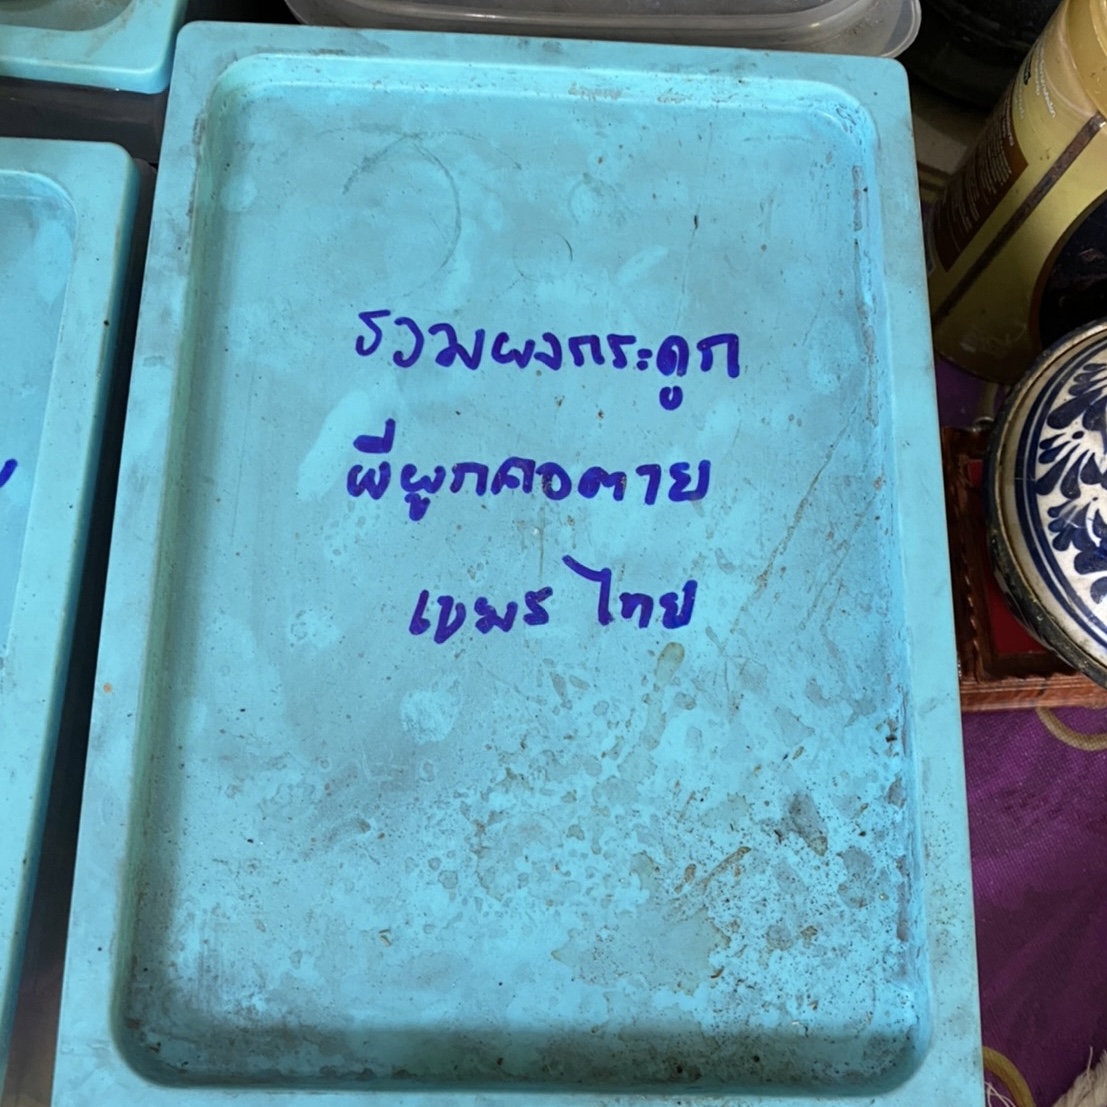 รวมผงกระดูก
ผีผูกคอตาย
เขมร ไทย